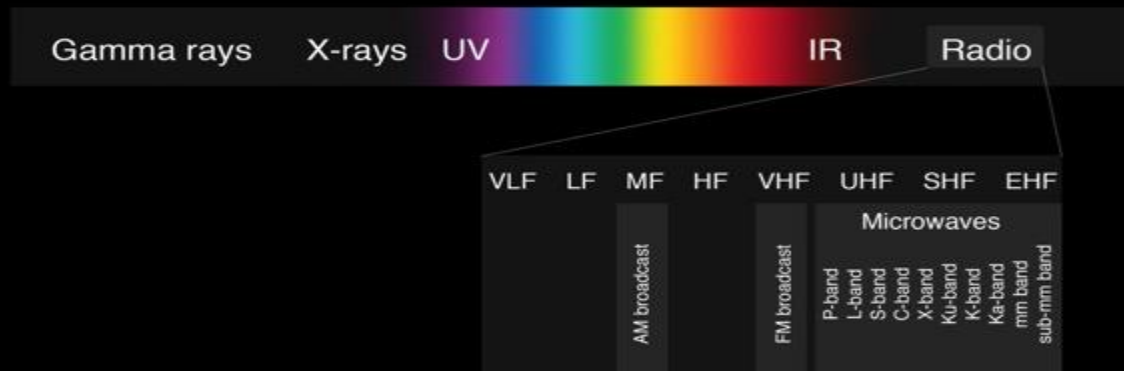 Gamma rays X-rays UV IR Radio
VLF LF MF HF VHF UHF SHF EHF
Microwaves
AM broadcast
FM broadcast
P-band
L-band
S-band
C-band
X-band
Ku-band
K-band
Ka-band
mm band
sub-mm band